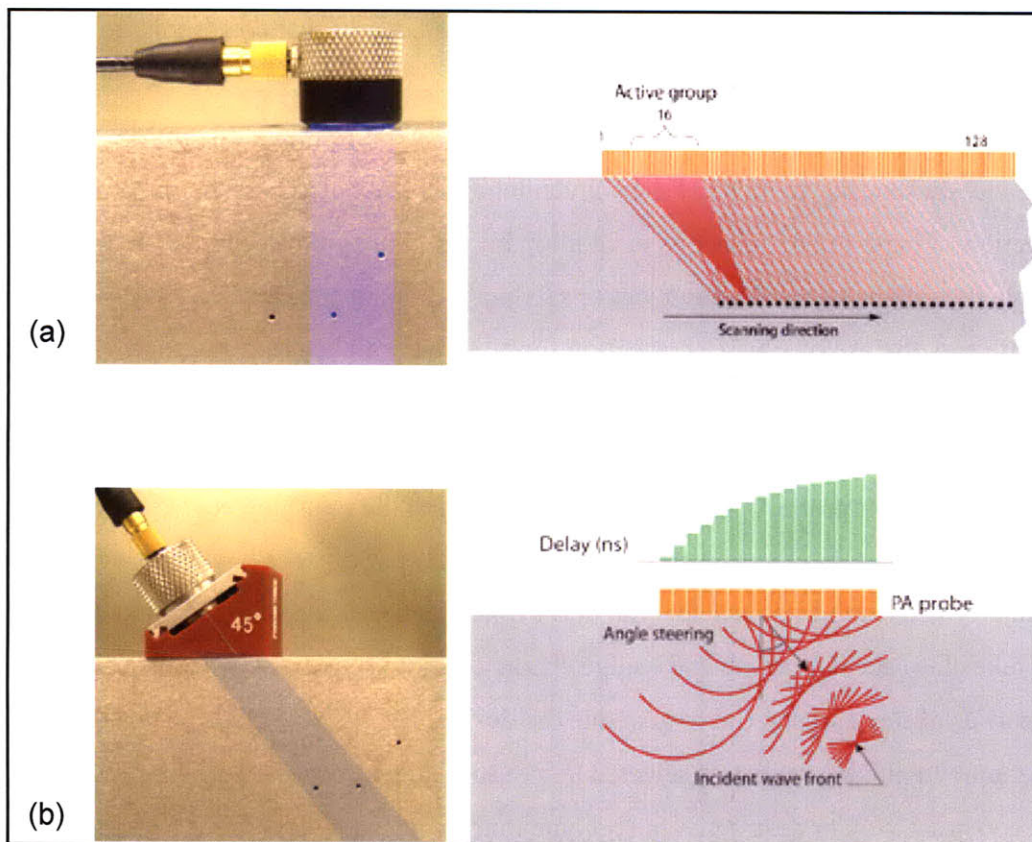 (a)
Active group
16
1
128
Scanning direction
(b)
45°
Delay (ns)
PA probe
Angle steering
Incident wave front